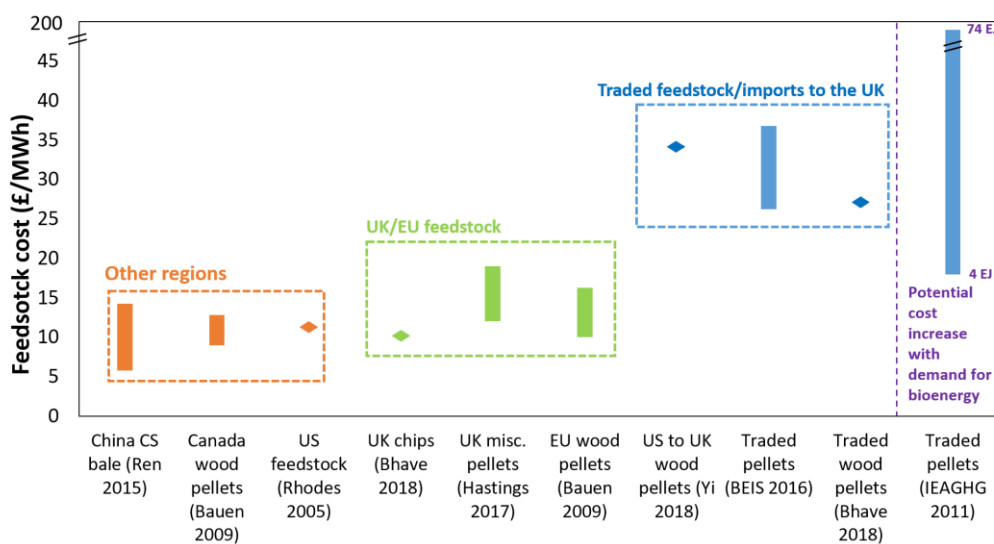 Feedsotck cost (£/MWh)
200
45
40
35
30
25
20
15
10
5
0
Other regions
UK/EU feedstock
Traded feedstock/imports to the UK
74 EJ
4 EJ
Potential
cost
increase
with
demand for
bioenergy
China CS
bale (Ren
2015)
Canada
wood
pellets
(Bauen
2009)
US
feedstock
(Rhodes
2005)
UK chips
(Bhave
2018)
UK misc.
pellets
(Hastings
2017)
EU wood
pellets
(Bauen
2009)
US to UK
wood
pellets (Yi
2018)
Traded
pellets
(BEIS 2016)
Traded
wood
pellets
(Bhave
2018)
Traded
pellets
(IEAGHG
2011)